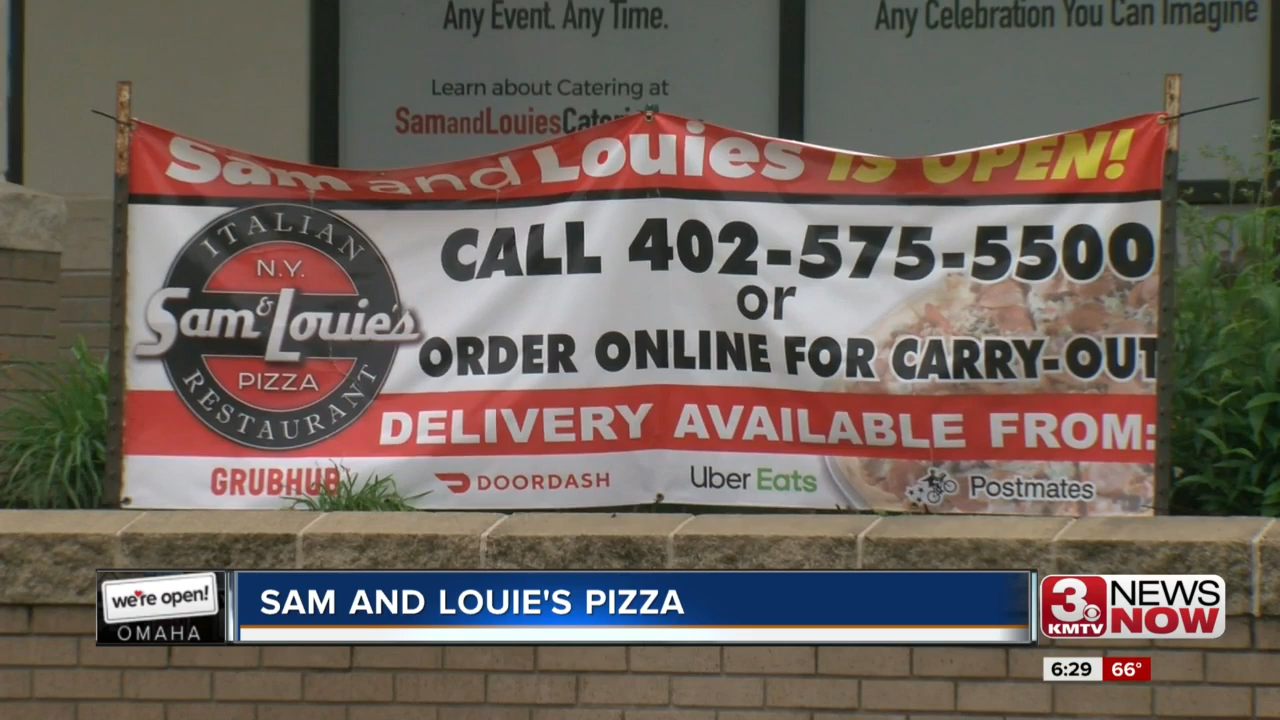 Any Event. Any Time.
Any Celebration You Can Imagine
Learn about Catering at
SamandLouies
Sam and Louies IS OPEN!
ITALIAN
N.Y.
Sam & Louie's
PIZZA
RESTAURANT
CALL 402-575-5500
or
ORDER ONLINE FOR CARRY-OUT
DELIVERY AVAILABLE FROM:
GRUBHUB
DOORDASH
Uber Eats
Postmates
we're open!
OMAHA
SAM AND LOUIE'S PIZZA
3 KMTV
NEWS NOW
6:29 66°